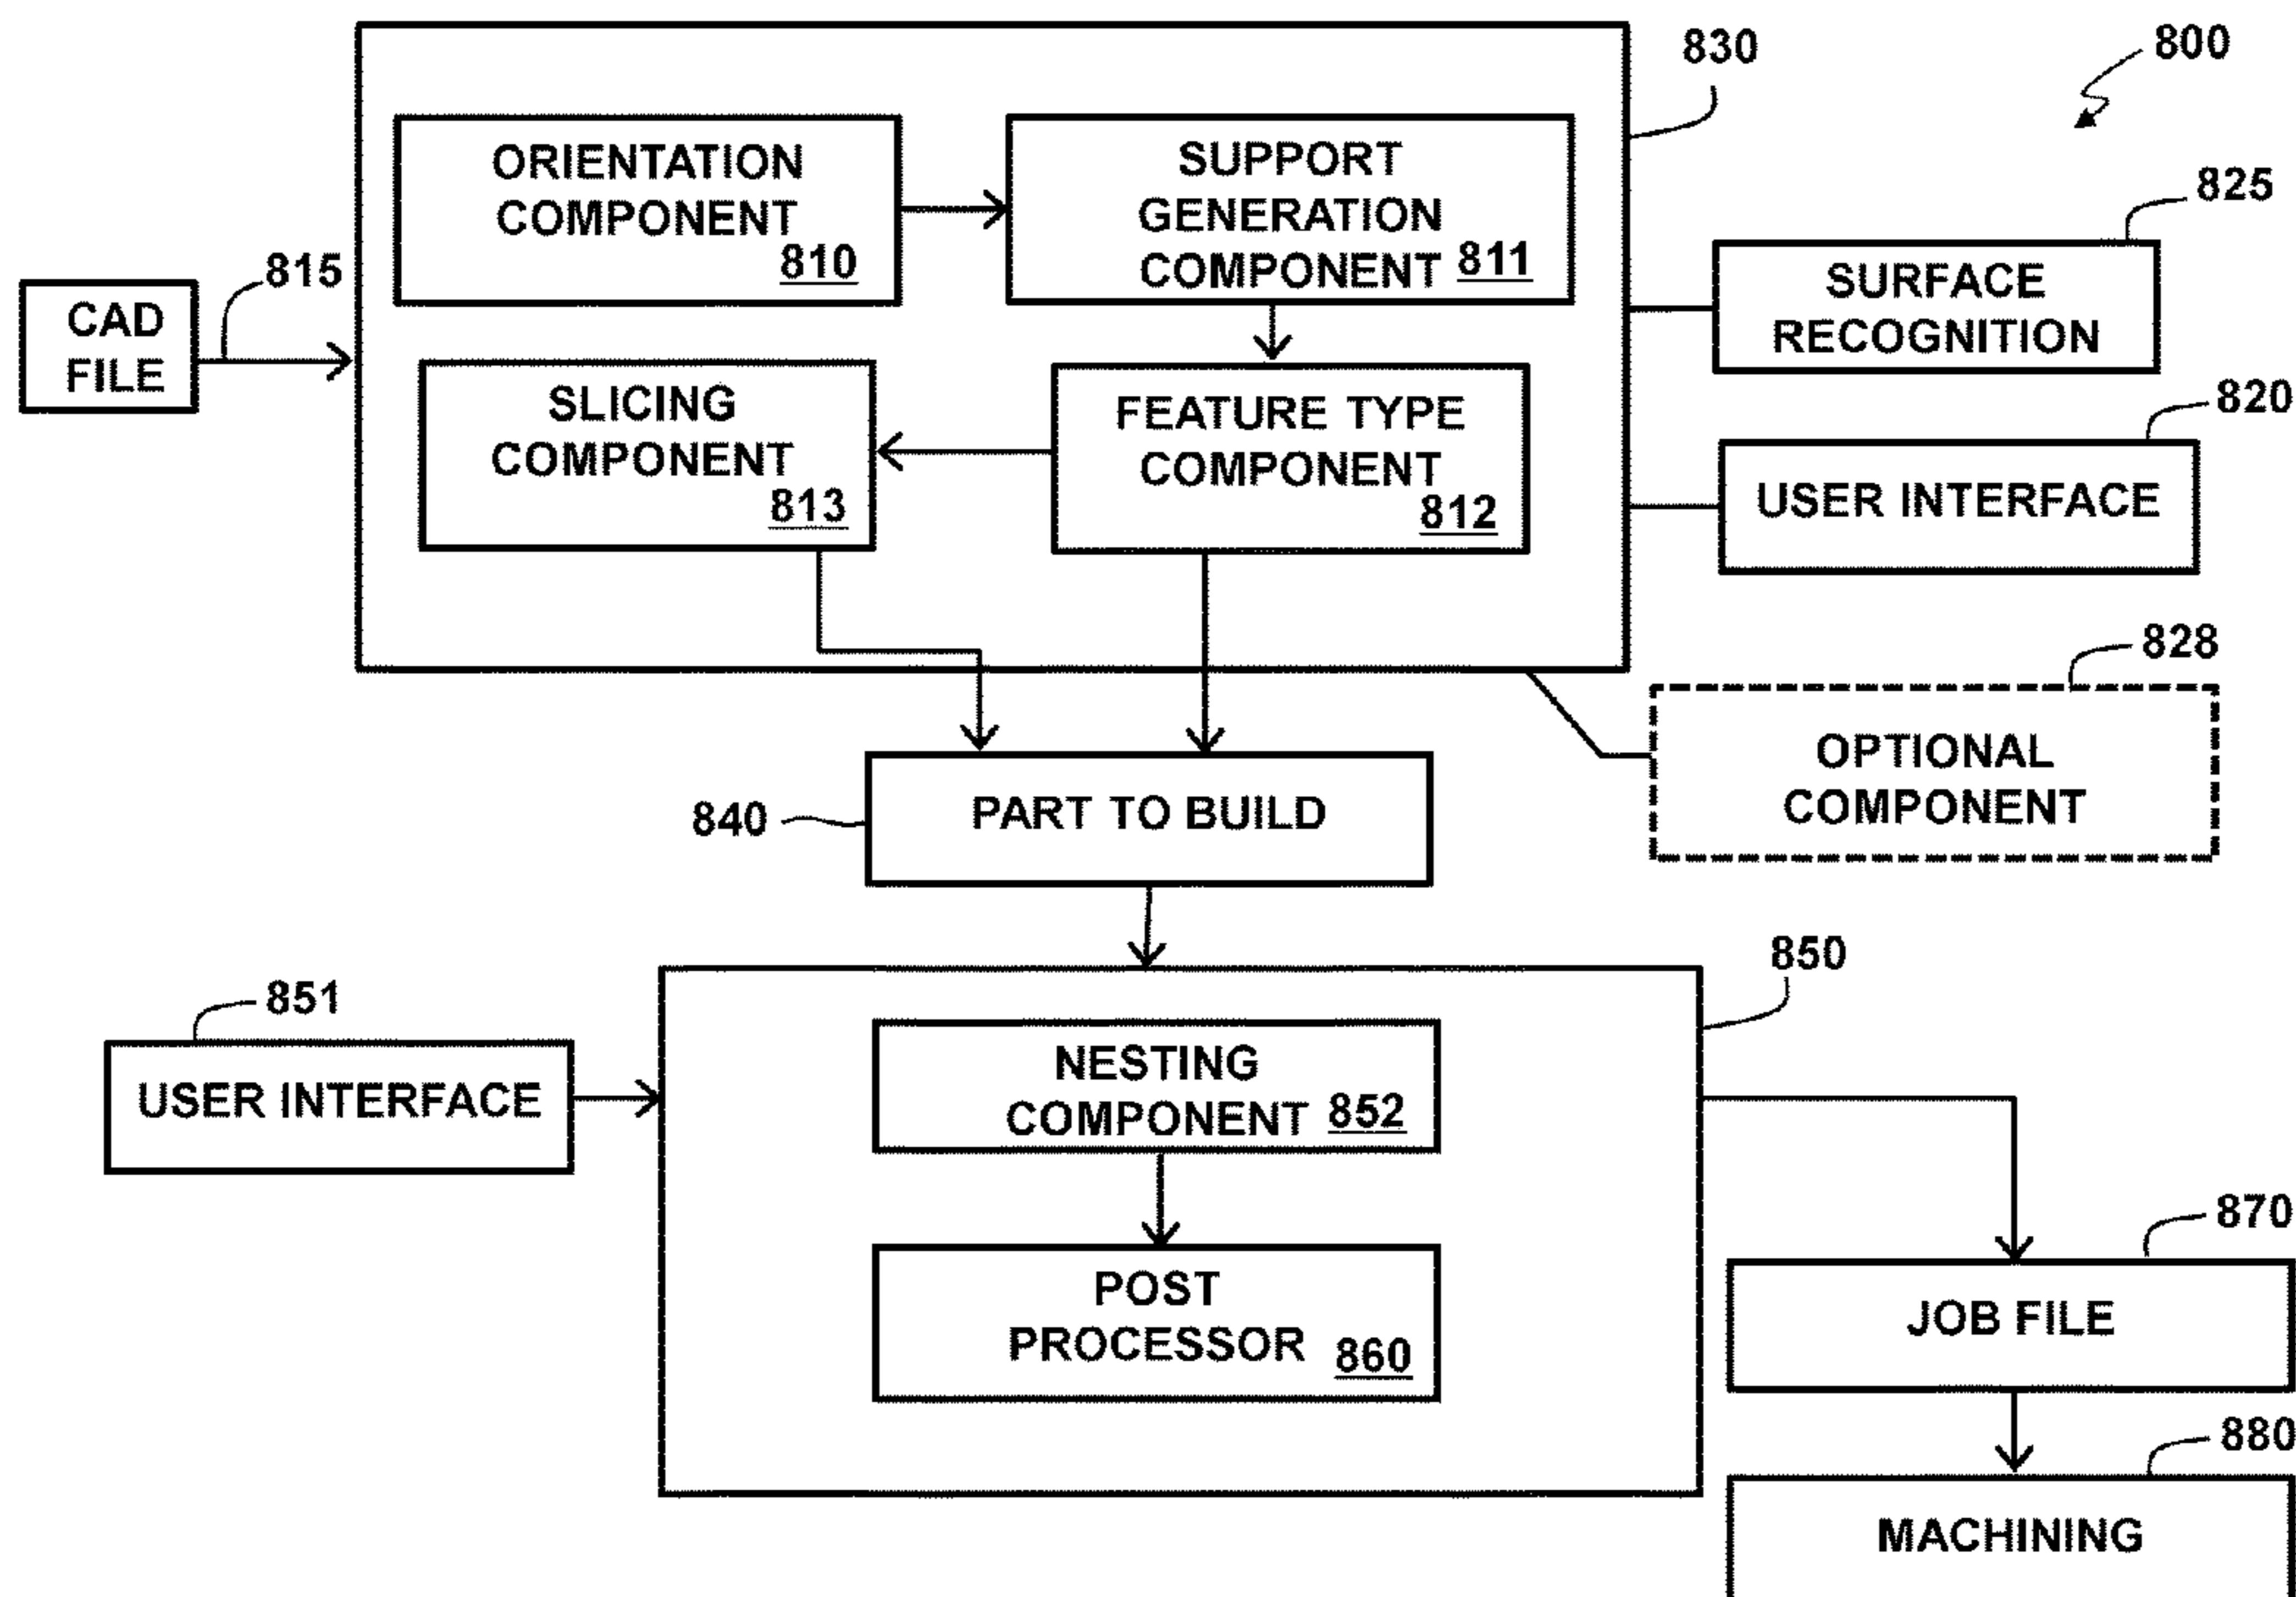 830
800
ORIENTATION
COMPONENT
810
SUPPORT
GENERATION
COMPONENT 811
825
815
CAD
FILE
SURFACE
RECOGNITION
SLICING
COMPONENT
813
FEATURE TYPE
COMPONENT
812
820
USER INTERFACE
828
OPTIONAL
COMPONENT
840
PART TO BUILD
850
851
USER INTERFACE
NESTING
COMPONENT 852
POST
PROCESSOR 860
870
JOB FILE
880
MACHINING